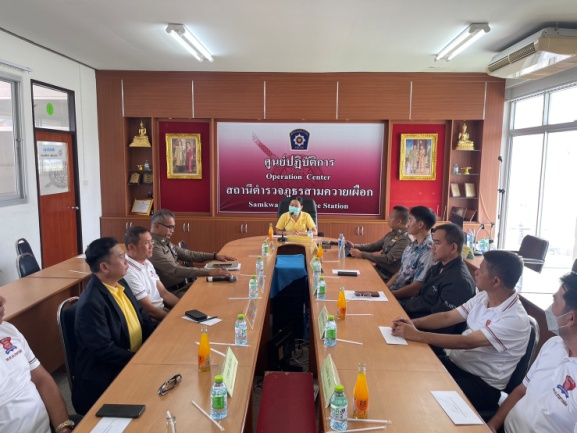 ศูนย์ปฏิบัติการ
Operation Center
สถานีตำรวจภูธรสามควายเผือก
Station